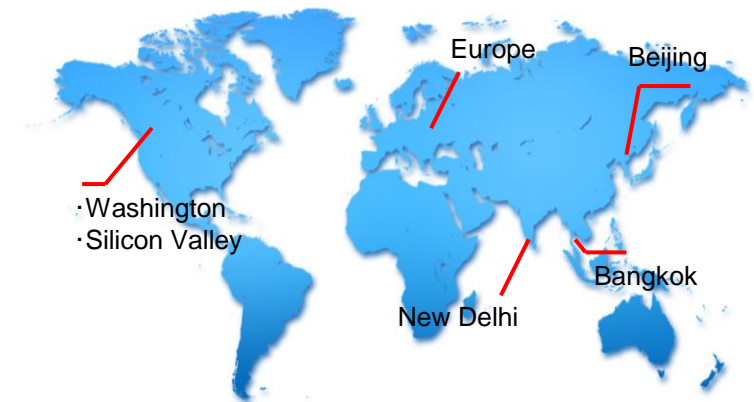 Europe
Beijing
·Washington
·Silicon Valley
Bangkok
New Delhi